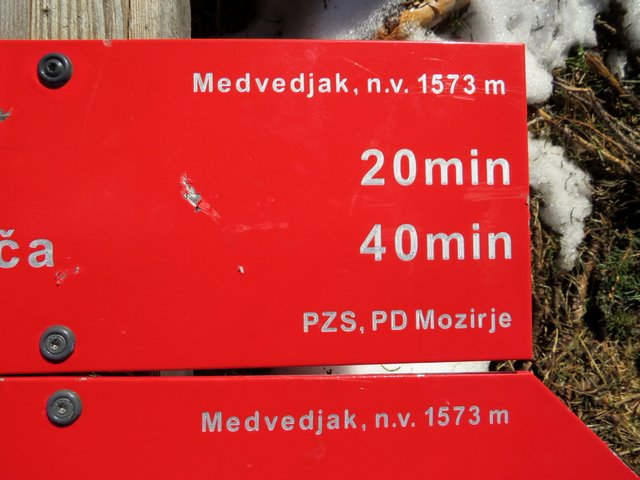 Medvedjak, n.v. 1573 m
20min
ča 40min
PZS, PD Mozirje
Medvedjak, n.v. 1573 m